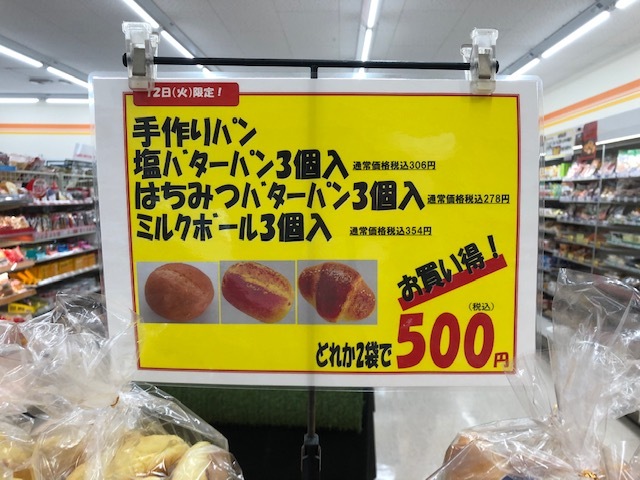 12日(火)限定！
手作りパン
塩バターパン3個入 通常価格税込306円
はちみつバターパン3個入 通常価格税込278円
ミルクボール3個入 通常価格税込354円
お買い得！
どれか2袋で500円
(税込)